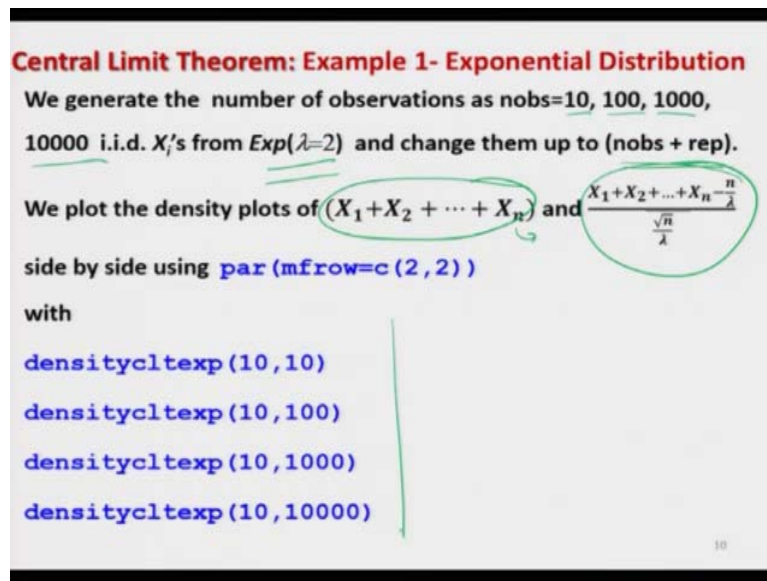 Central Limit Theorem: Example 1- Exponential Distribution
We generate the number of observations as nobs=10, 100, 1000,
10000 i.i.d. Xᵢ's from Exp(λ=2) and change them up to (nobs + rep).
We plot the density plots of (X₁+X₂ + ⋯ + Xₙ) and (X₁+X₂+...+Xₙ−n/λ)/(√n/λ)
side by side using par(mfrow=c(2,2))
with
densitycltexp(10,10)
densitycltexp(10,100)
densitycltexp(10,1000)
densitycltexp(10,10000)
10